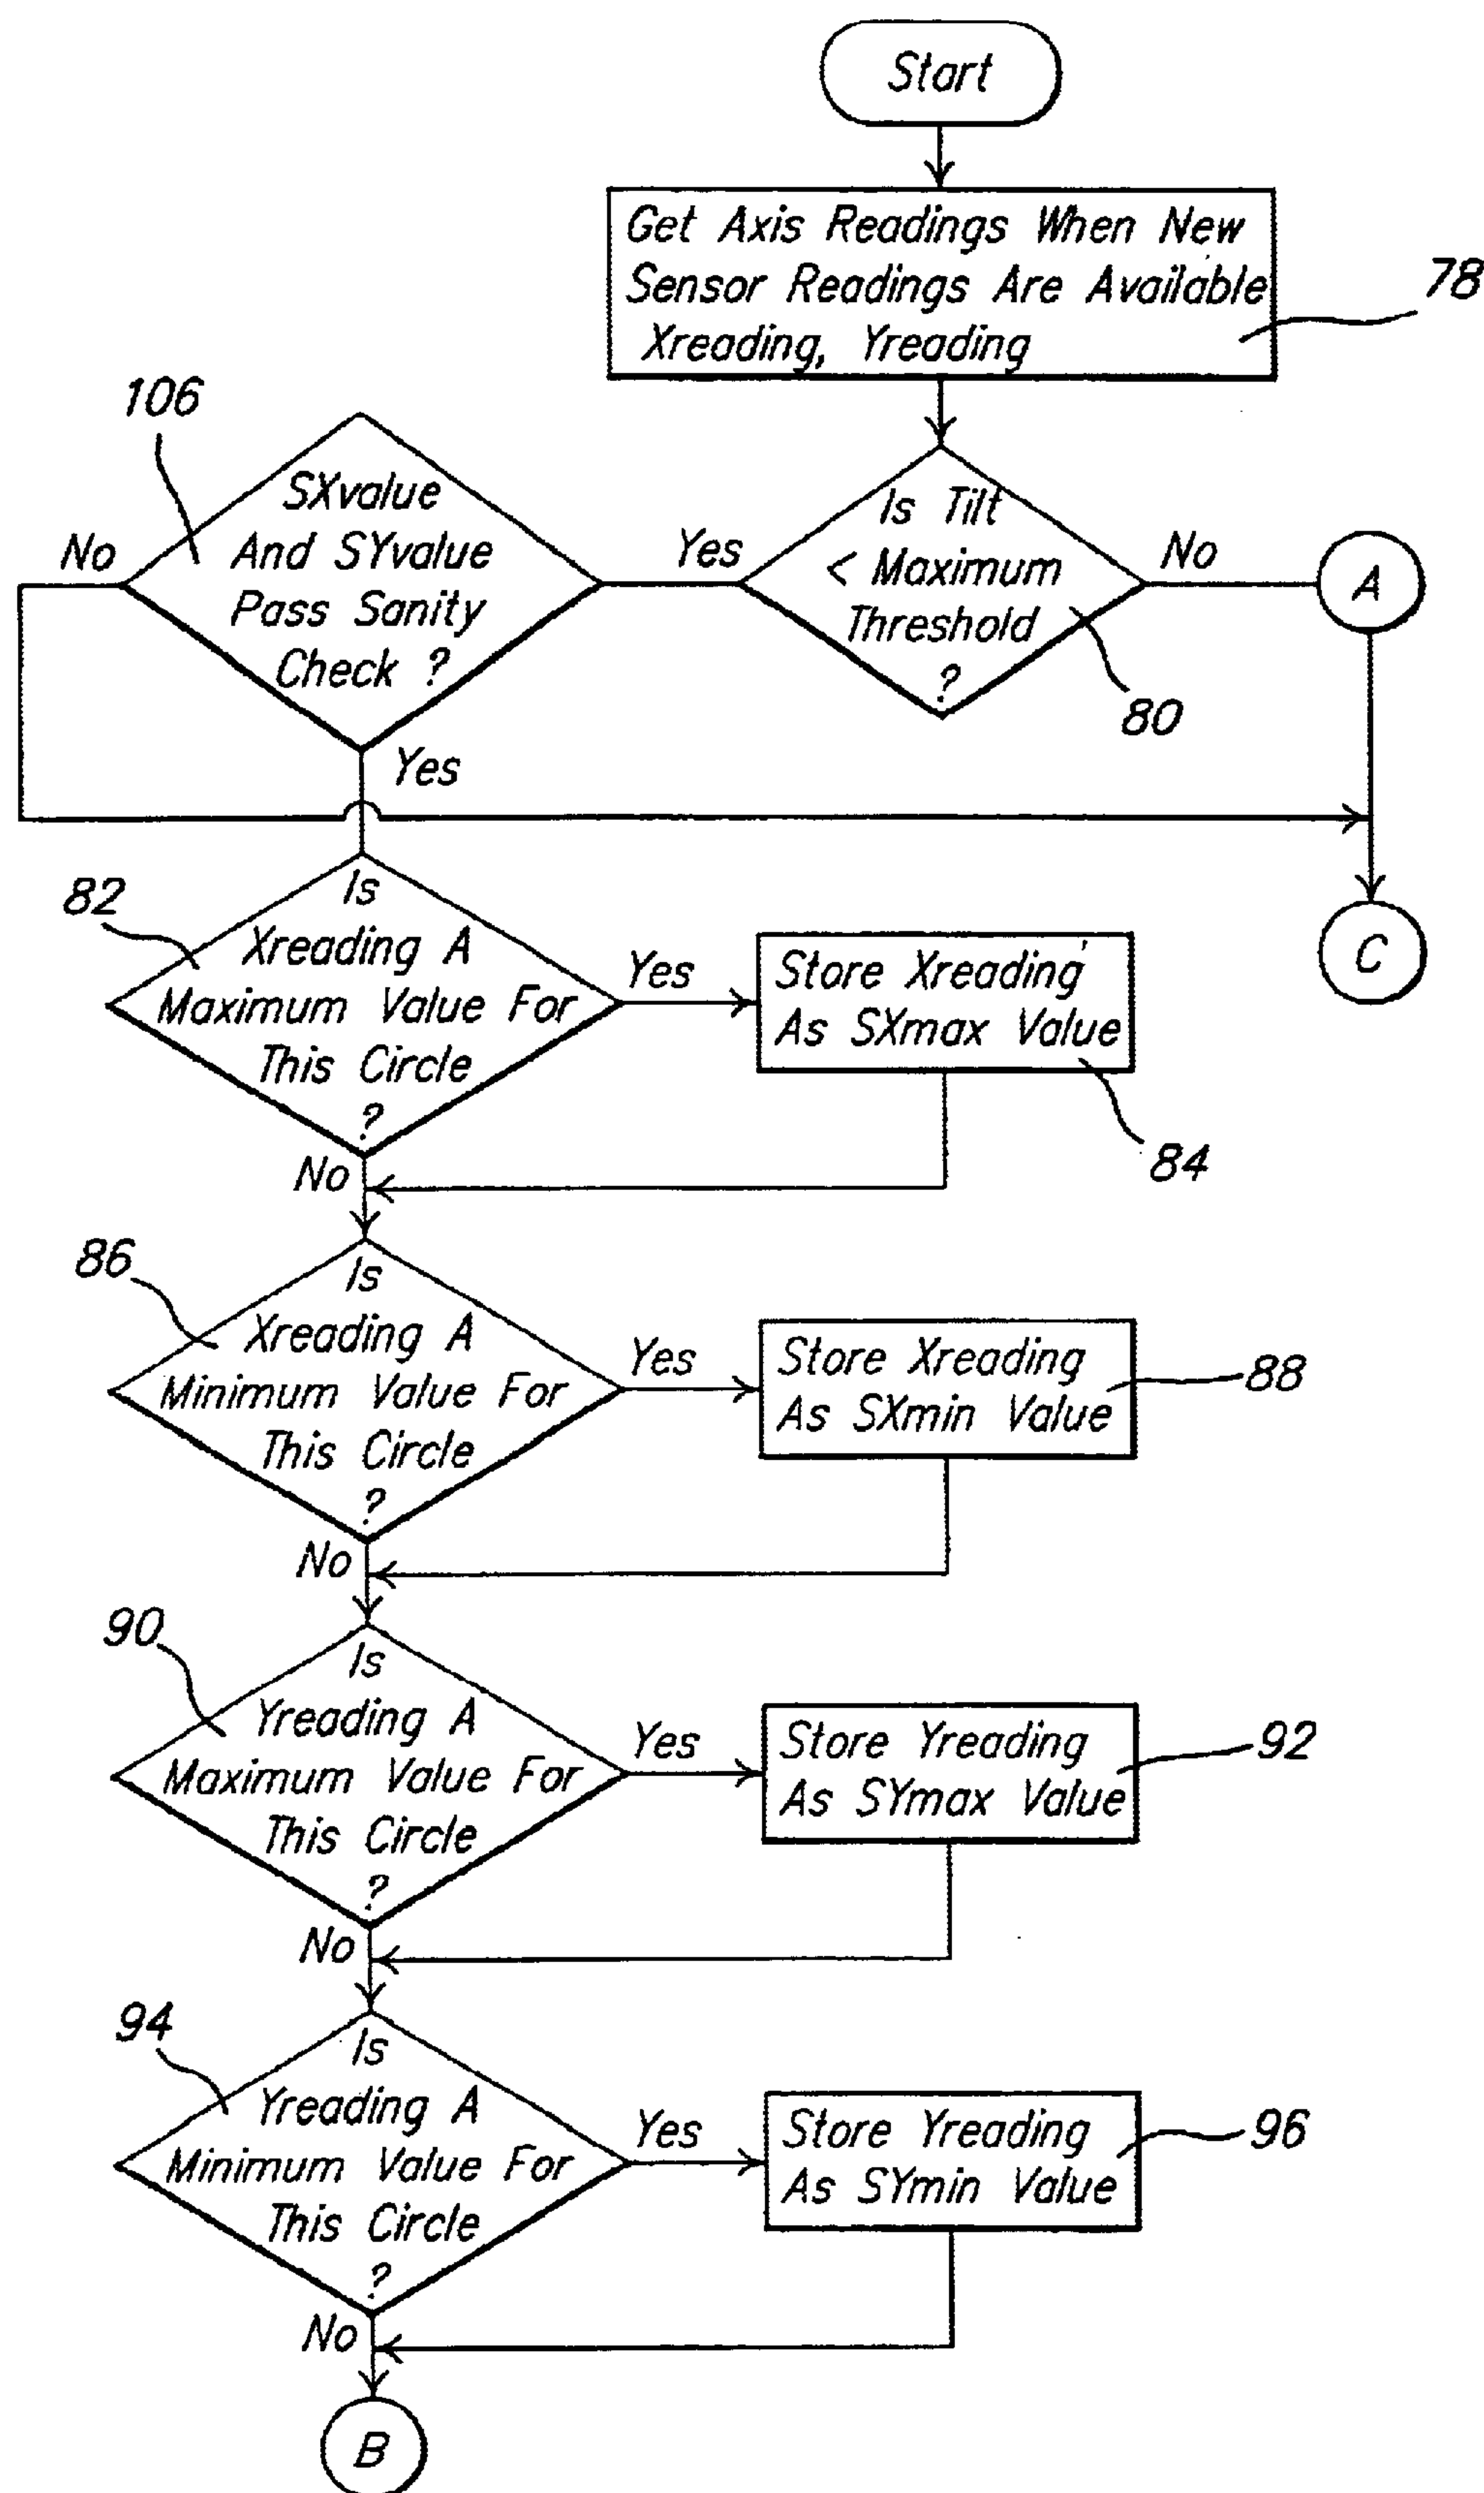 Start
Get Axis Readings When New
Sensor Readings Are Available
Xreading, Yreading
78
106
SXvalue
And SYvalue
Pass Sanity
Check ?
No
Yes
Yes
Is Tilt
< Maximum
Threshold
?
No
80
A
C
82
Is
Xreading A
Maximum Value For
This Circle
?
Yes
No
Store Xreading
As SXmax Value
84
86
Is
Xreading A
Minimum Value For
This Circle
?
Yes
No
Store Xreading
As SXmin Value
88
90
Is
Yreading A
Maximum Value For
This Circle
?
Yes
No
Store Yreading
As SYmax Value
92
94
Is
Yreading A
Minimum Value For
This Circle
?
Yes
No
Store Yreading
As SYmin Value
96
B